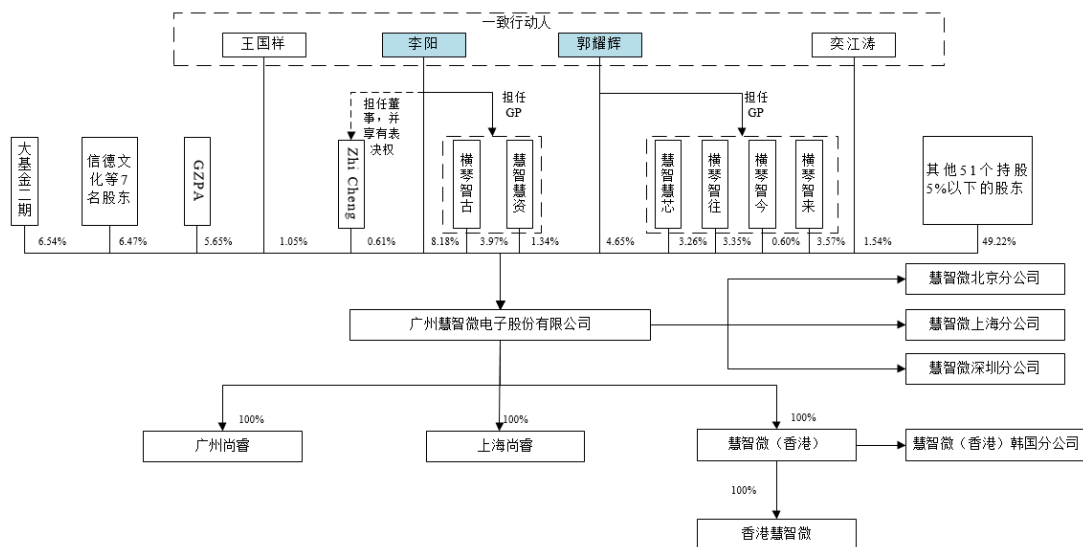 一致行动人
王国祥
李阳
郭耀辉
奕江涛
担任董
事，并
享有表
决权
担任
GP
担任
GP
大基金二期
信德文
化等7
名股东
GZPA
Zhi Cheng
横琴智古
慧智慧资
慧智慧芯
横琴智往
横琴智今
横琴智来
其他51个持股
5%以下的股东
6.54%
6.47%
5.65%
1.05%
0.61%
8.18%
3.97%
1.34%
4.65%
3.26%
3.35%
0.60%
3.57%
1.54%
49.22%
慧智微北京分公司
广州慧智微电子股份有限公司
慧智微上海分公司
慧智微深圳分公司
100%
100%
100%
广州尚睿
上海尚睿
慧智微（香港）
慧智微（香港）韩国分公司
100%
香港慧智微